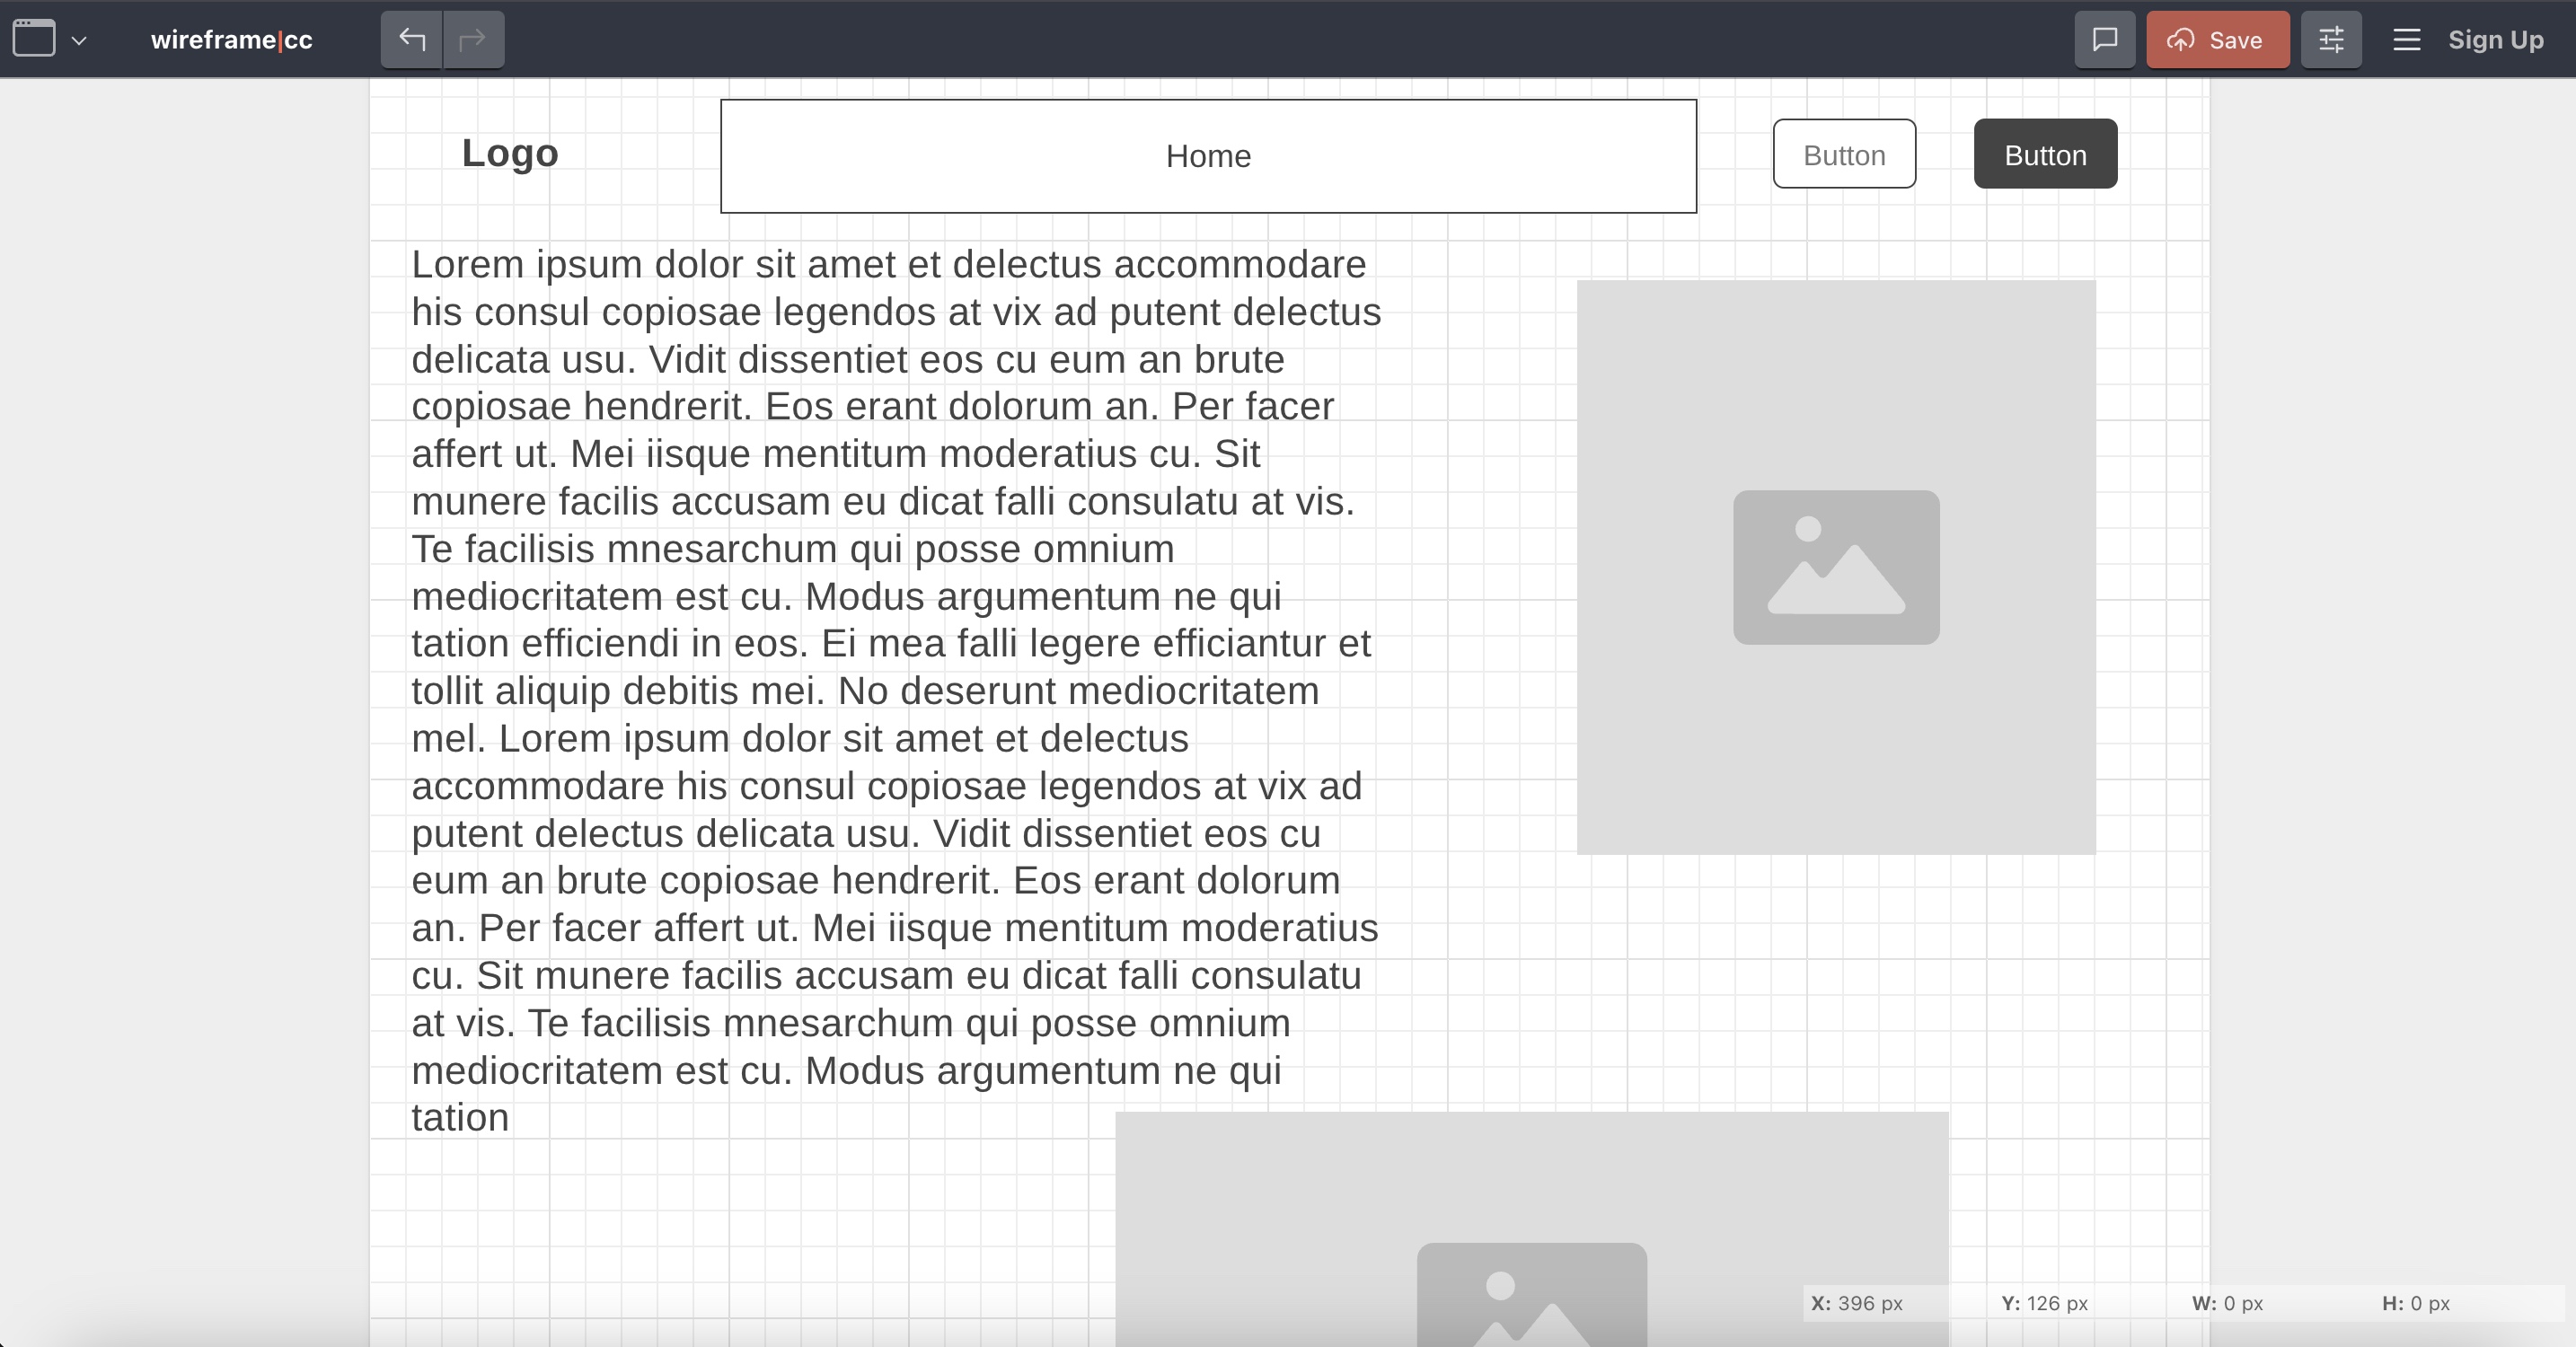 wireframe|cc
Save
Sign Up
Logo
Home
Button
Button
Lorem ipsum dolor sit amet et delectus accommodare
his consul copiosae legendos at vix ad putent delectus
delicata usu. Vidit dissentiet eos cu eum an brute
copiosae hendrerit. Eos erant dolorum an. Per facer
affert ut. Mei iisque mentitum moderatius cu. Sit
munere facilis accusam eu dicat falli consulatu at vis.
Te facilisis mnesarchum qui posse omnium
mediocritatem est cu. Modus argumentum ne qui
tation efficiendi in eos. Ei mea falli legere efficiantur et
tollit aliquip debitis mei. No deserunt mediocritatem
mel. Lorem ipsum dolor sit amet et delectus
accommodare his consul copiosae legendos at vix ad
putent delectus delicata usu. Vidit dissentiet eos cu
eum an brute copiosae hendrerit. Eos erant dolorum
an. Per facer affert ut. Mei iisque mentitum moderatius
cu. Sit munere facilis accusam eu dicat falli consulatu
at vis. Te facilisis mnesarchum qui posse omnium
mediocritatem est cu. Modus argumentum ne qui
tation
X: 396 px Y: 126 px W: 0 px H: 0 px